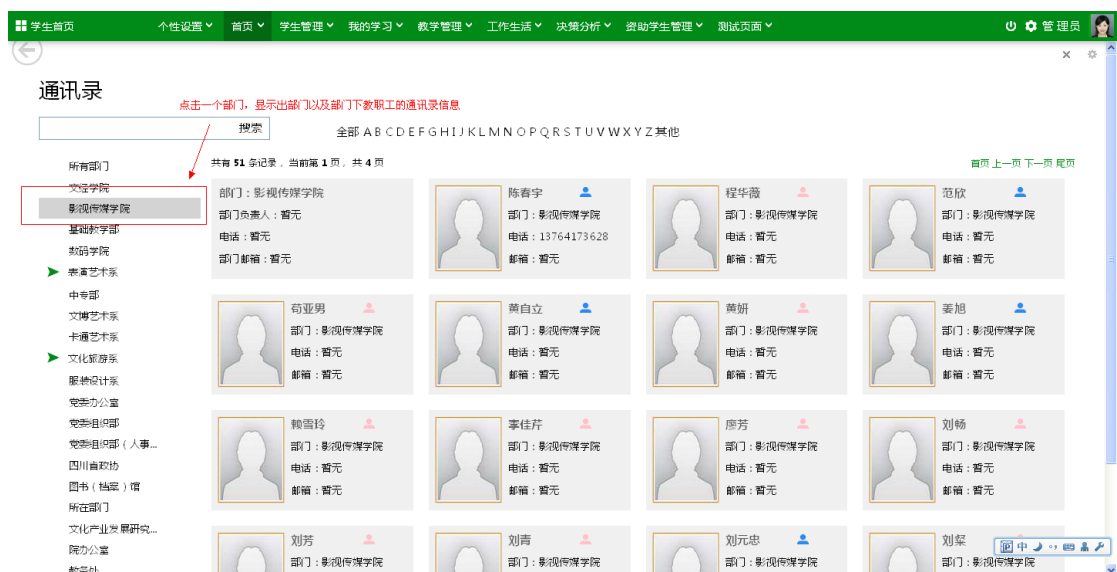 学生首页 个性设置 首页 学生管理 我的学习 教学管理 工作生活 决策分析 资助学生管理 测试页面 管理员
通讯录
点击一个部门，显示出部门以及部门下教职工的通讯录信息
搜索 全部 A B C D E F G H I J K L M N O P Q R S T U V W X Y Z 其他
共有 51 条记录，当前第 1 页，共 4 页 首页 上一页 下一页 尾页
所有部门
文经学院
影视传媒学院
基础教学部
数码学院
表演艺术系
中专部
文博艺术系
卡通艺术系
文化旅游系
服装设计系
党委办公室
党委组织部
党委组织部（人事...
四川省政协
图书（档案）馆
所在部门
文化产业发展研究...
院办公室
教务处
部门：影视传媒学院
部门负责人：暂无
电话：暂无
部门邮箱：暂无
陈春宇
部门：影视传媒学院
电话：13764173628
邮箱：暂无
程华薇
部门：影视传媒学院
电话：暂无
邮箱：暂无
范欣
部门：影视传媒学院
电话：暂无
邮箱：暂无
苟亚男
部门：影视传媒学院
电话：暂无
邮箱：暂无
黄自立
部门：影视传媒学院
电话：暂无
邮箱：暂无
黄妍
部门：影视传媒学院
电话：暂无
邮箱：暂无
姜旭
部门：影视传媒学院
电话：暂无
邮箱：暂无
赖雪玲
部门：影视传媒学院
电话：暂无
邮箱：暂无
李佳芹
部门：影视传媒学院
电话：暂无
邮箱：暂无
廖芳
部门：影视传媒学院
电话：暂无
邮箱：暂无
刘畅
部门：影视传媒学院
电话：暂无
邮箱：暂无
刘芳
部门：影视传媒学院
刘青
部门：影视传媒学院
刘元忠
部门：影视传媒学院
刘粲
部门：影视传媒学院
中